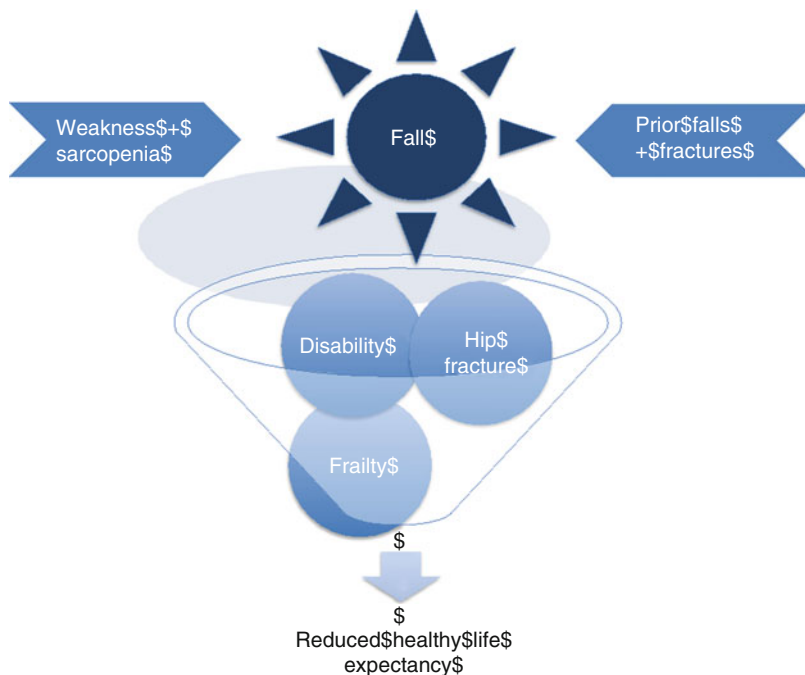 Weakness$+$
sarcopenia$
Fall$
Prior$falls$
+$fractures$
Disability$
Hip$
fracture$
Frailty$
$
$
Reduced$healthy$life$
expectancy$